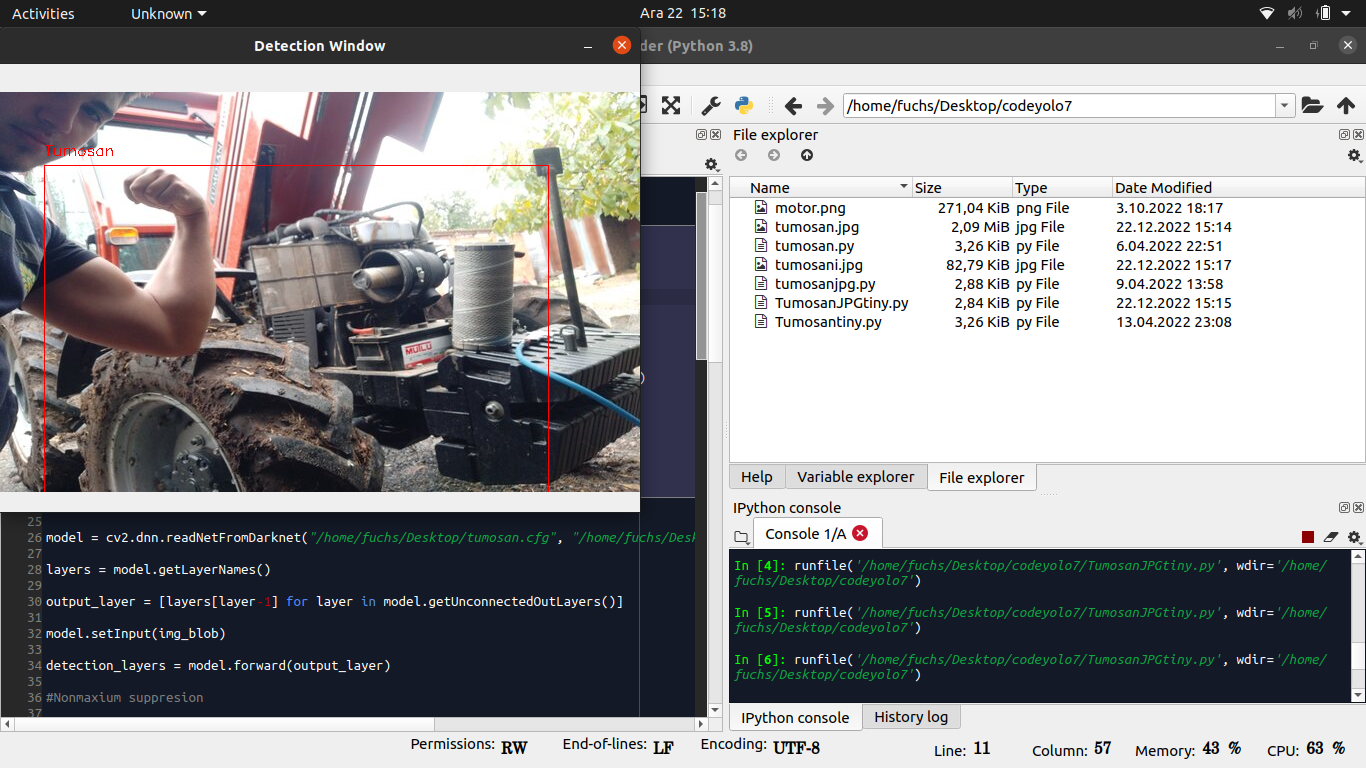 Activities
Unknown
Ara 22 15:18
Detection Window
der (Python 3.8)
/home/fuchs/Desktop/codeyolo7
File explorer
Name Size Type Date Modified
motor.png 271,04 KiB png File 3.10.2022 18:17
tumosan.jpg 2,09 MiB jpg File 22.12.2022 15:14
tumosan.py 3,26 KiB py File 6.04.2022 22:51
tumosani.jpg 82,79 KiB jpg File 22.12.2022 15:17
tumosanjpg.py 2,88 KiB py File 9.04.2022 13:58
TumosanJPGtiny.py 2,84 KiB py File 22.12.2022 15:15
Tumosantiny.py 3,26 KiB py File 13.04.2022 23:08
Tumosan
MUTLU
)
Help Variable explorer File explorer
IPython console
Console 1/A
In [4]: runfile('/home/fuchs/Desktop/codeyolo7/TumosanJPGtiny.py', wdir='/home/
fuchs/Desktop/codeyolo7')
In [5]: runfile('/home/fuchs/Desktop/codeyolo7/TumosanJPGtiny.py', wdir='/home/
fuchs/Desktop/codeyolo7')
In [6]: runfile('/home/fuchs/Desktop/codeyolo7/TumosanJPGtiny.py', wdir='/home/
fuchs/Desktop/codeyolo7')
IPython console History log
25
26 model = cv2.dnn.readNetFromDarknet("/home/fuchs/Desktop/tumosan.cfg", "/home/fuchs/Desk
27
28 layers = model.getLayerNames()
29
30 output_layer = [layers[layer-1] for layer in model.getUnconnectedOutLayers()]
31
32 model.setInput(img_blob)
33
34 detection_layers = model.forward(output_layer)
35
36 #Nonmaxium suppresion
37
Permissions: RW End-of-lines: LF Encoding: UTF-8 Line: 11 Column: 57 Memory: 43 % CPU: 63 %